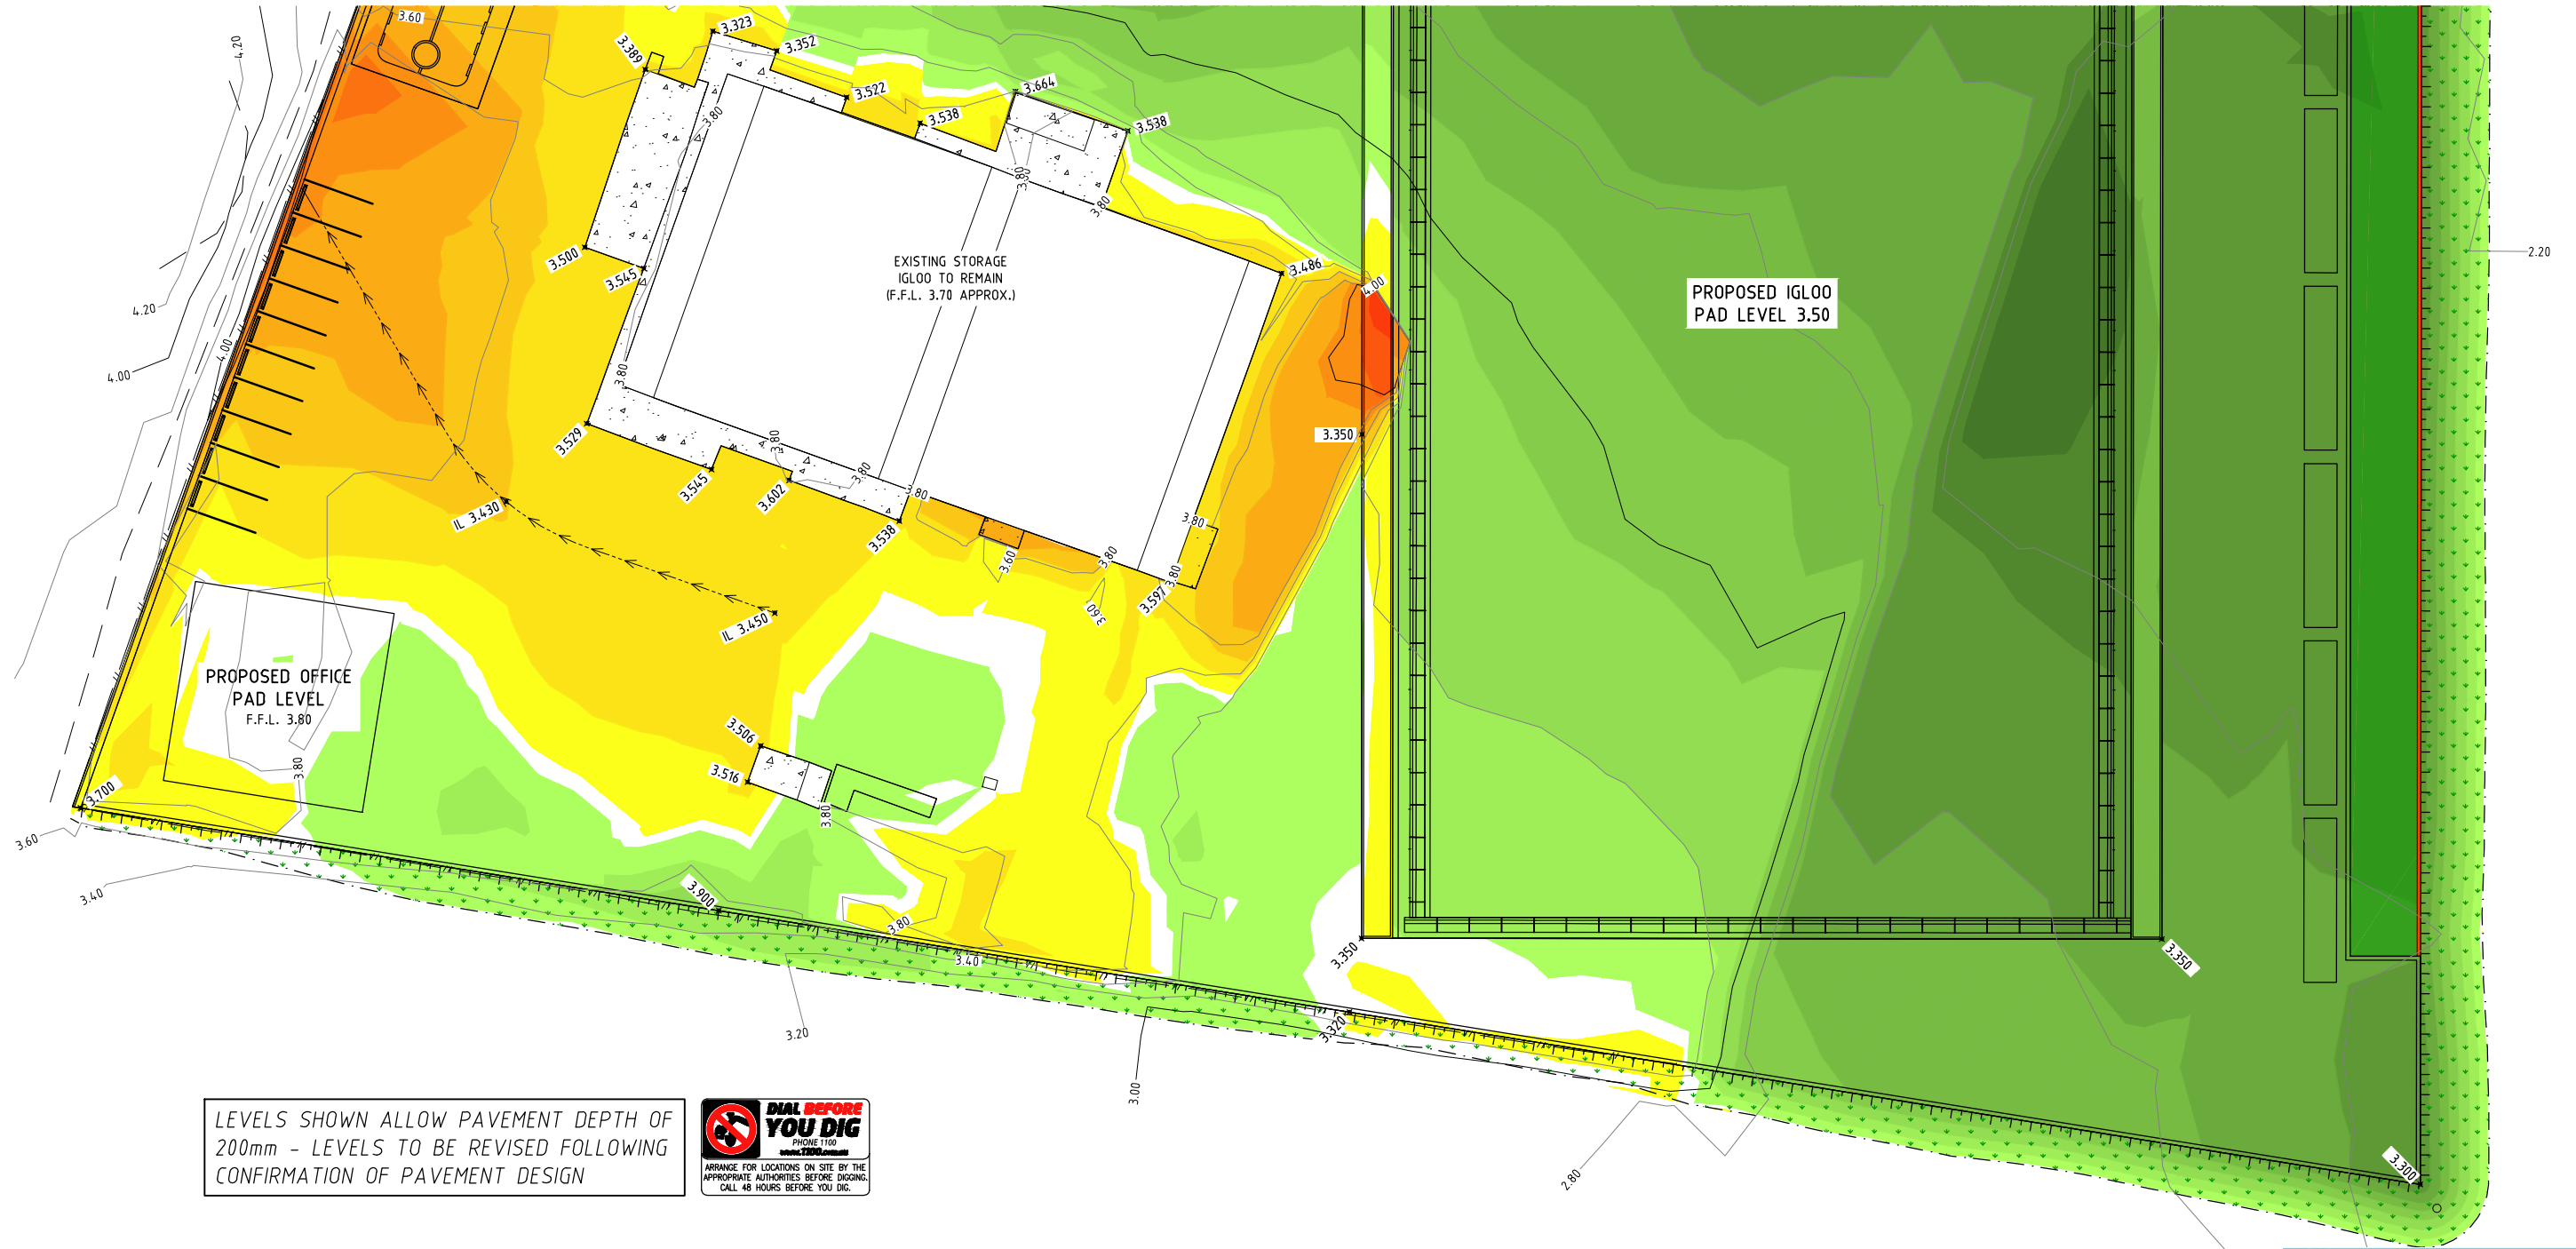 3.60
4.20
3.323
3.352
3.389
3.80
3.522
3.538
3.664
3.538
3.80
3.80
3.500
3.545
EXISTING STORAGE
IGLOO TO REMAIN
(F.F.L. 3.70 APPROX.)
3.486
4.00
PROPOSED IGLOO
PAD LEVEL 3.50
2.20
4.20
4.00
4.00
3.80
3.529
3.545
3.80
3.602
3.80
3.80
3.538
3.350
IL 3.430
3.60
3.80
3.80
3.80
3.597
3.60
IL 3.450
PROPOSED OFFICE
PAD LEVEL
F.F.L. 3.80
3.506
3.516
3.80
3.80
3.700
3.60
3.40
3.900
3.80
3.40
3.350
3.350
3.320
3.20
3.00
2.80
3.300
LEVELS SHOWN ALLOW PAVEMENT DEPTH OF
200mm - LEVELS TO BE REVISED FOLLOWING
CONFIRMATION OF PAVEMENT DESIGN
DIAL BEFORE
YOU DIG
PHONE 1100
www.1100.com.au
ARRANGE FOR LOCATIONS ON SITE BY THE
APPROPRIATE AUTHORITIES BEFORE DIGGING.
CALL 48 HOURS BEFORE YOU DIG.